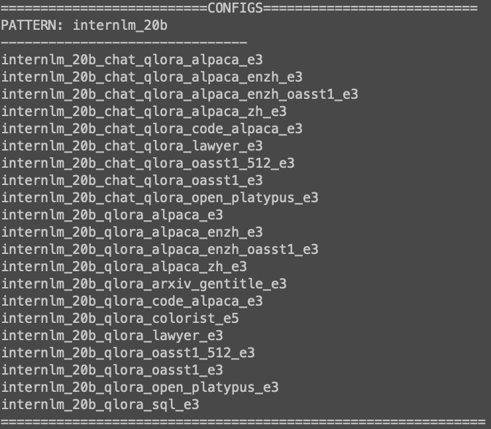 ==========================CONFIGS===========================
PATTERN: internlm_20b
-------------------------------
internlm_20b_chat_qlora_alpaca_e3
internlm_20b_chat_qlora_alpaca_enzh_e3
internlm_20b_chat_qlora_alpaca_enzh_oasst1_e3
internlm_20b_chat_qlora_alpaca_zh_e3
internlm_20b_chat_qlora_code_alpaca_e3
internlm_20b_chat_qlora_lawyer_e3
internlm_20b_chat_qlora_oasst1_512_e3
internlm_20b_chat_qlora_oasst1_e3
internlm_20b_chat_qlora_open_platypus_e3
internlm_20b_qlora_alpaca_e3
internlm_20b_qlora_alpaca_enzh_e3
internlm_20b_qlora_alpaca_enzh_oasst1_e3
internlm_20b_qlora_alpaca_zh_e3
internlm_20b_qlora_arxiv_gentitle_e3
internlm_20b_qlora_code_alpaca_e3
internlm_20b_qlora_colorist_e5
internlm_20b_qlora_lawyer_e3
internlm_20b_qlora_oasst1_512_e3
internlm_20b_qlora_oasst1_e3
internlm_20b_qlora_open_platypus_e3
internlm_20b_qlora_sql_e3
=============================================================